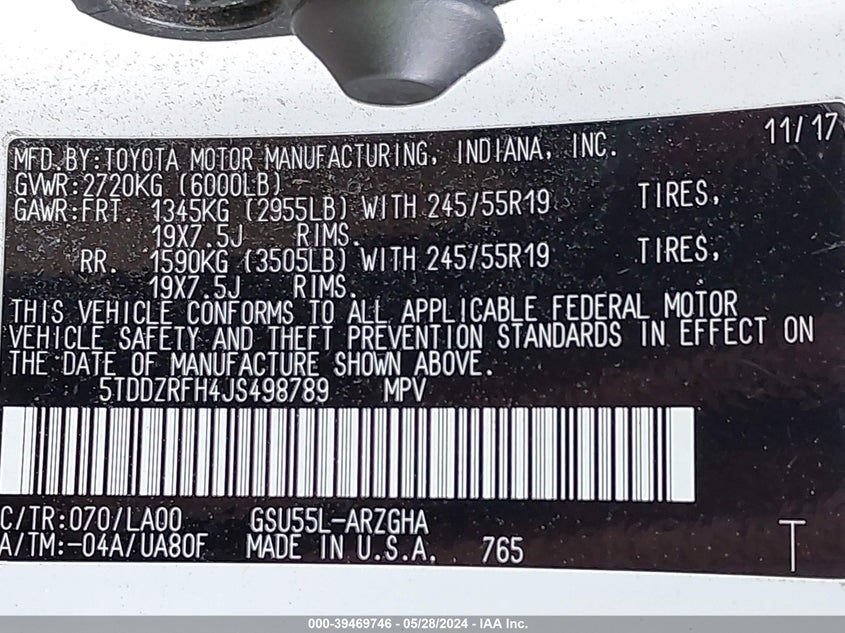 11/17
MFD.BY:TOYOTA MOTOR MANUFACTURING, INDIANA, INC.
GVWR:2720KG (6000LB)
GAWR:FRT. 1345KG (2955LB) WITH 245/55R19 TIRES,
19X7.5J RIMS.
RR. 1590KG (3505LB) WITH 245/55R19 TIRES,
19X7.5J RIMS.
THIS VEHICLE CONFORMS TO ALL APPLICABLE FEDERAL MOTOR
VEHICLE SAFETY AND THEFT PREVENTION STANDARDS IN EFFECT ON
THE DATE OF MANUFACTURE SHOWN ABOVE.
5TDDZRFH4JS498789 MPV
C/TR:070/LA00 GSU55L-ARZGHA
A/TM:-04A/UA80F MADE IN U.S.A. 765 T
000-39469746 - 05/28/2024 - IAA Inc.